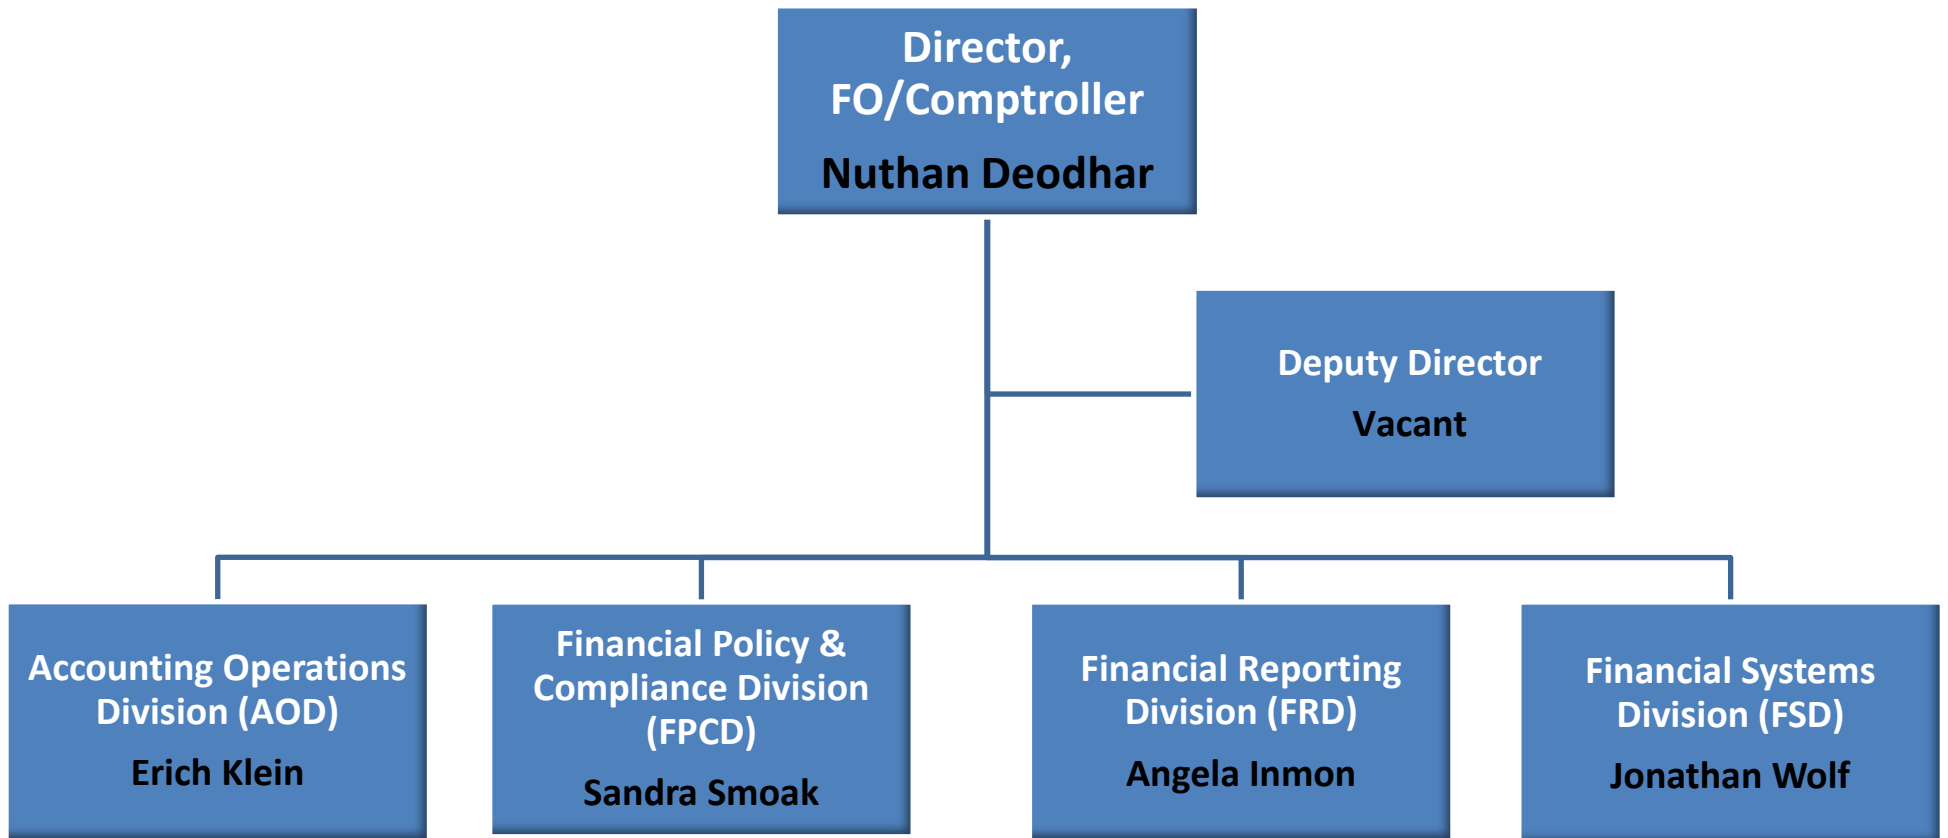 Director,
FO/Comptroller
Nuthan Deodhar
Deputy Director
Vacant
Accounting Operations
Division (AOD)
Erich Klein
Financial Policy &
Compliance Division
(FPCD)
Sandra Smoak
Financial Reporting
Division (FRD)
Angela Inmon
Financial Systems
Division (FSD)
Jonathan Wolf